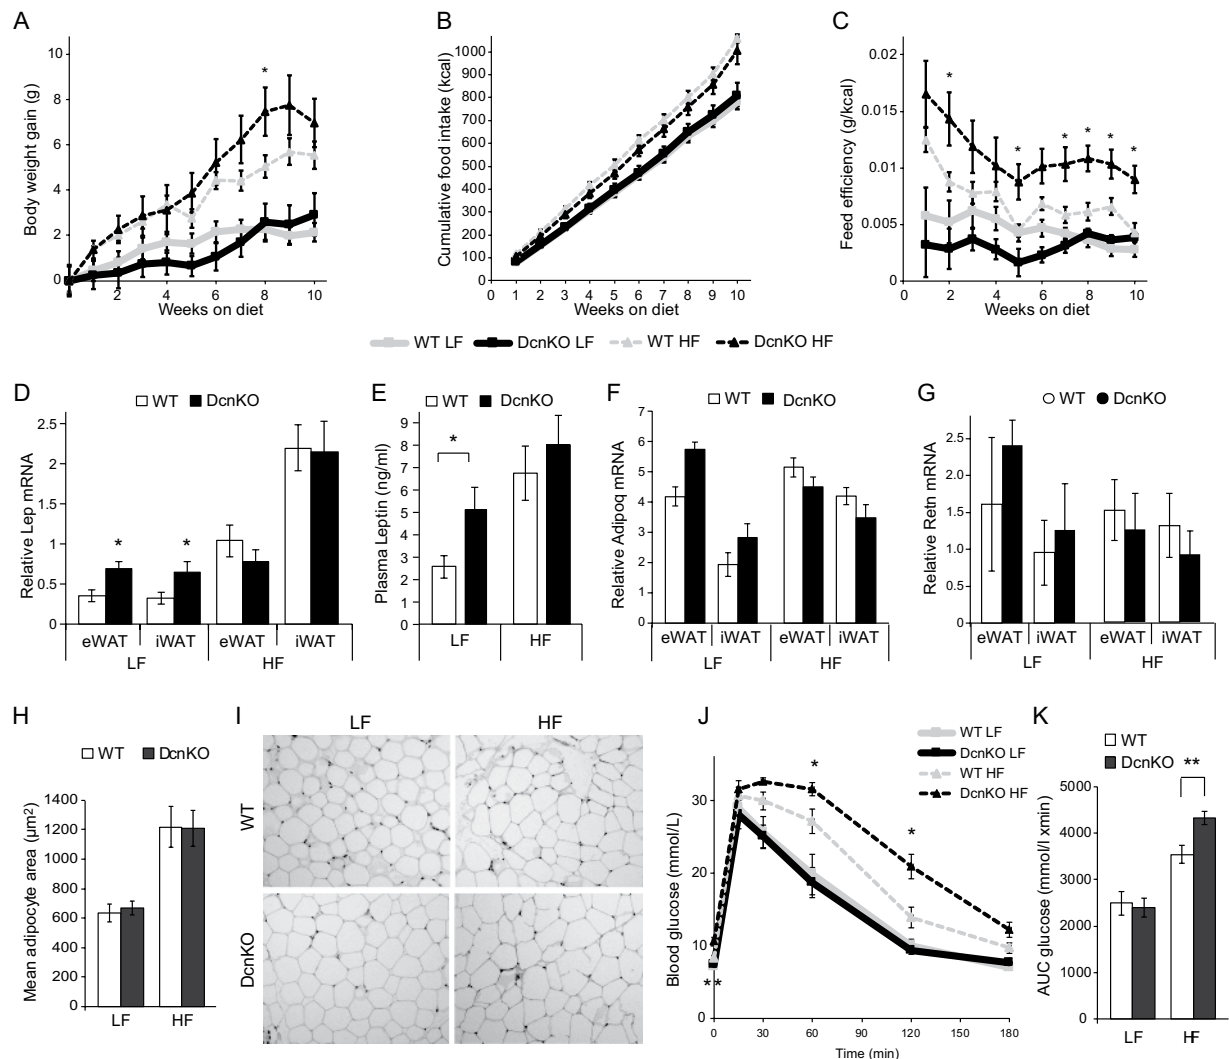 A
B
C
10
8
6
4
2
0
2
4
6
8
10
Body weight gain (g)
Weeks on diet
*
1000
900
800
700
600
500
400
300
200
100
0
0 1 2 3 4 5 6 7 8 9 10
Cumulative food intake (kcal)
Weeks on diet
0.02
0.015
0.01
0.005
0
0 2 4 6 8 10
Feed efficiency (g/kcal)
Weeks on diet
* * * * * *
WT LF DcnKO LF WT HF DcnKO HF
D
WT DcnKO
2.5
2
1.5
1
0.5
0
Relative Lep mRNA
* *
eWAT iWAT eWAT iWAT
LF HF
E
WT
DcnKO
9
8
7
6
5
4
3
2
1
0
Plasma Leptin (ng/ml)
*
LF HF
F
WT DcnKO
7
6
5
4
3
2
1
0
Relative Adipoq mRNA
eWAT iWAT eWAT iWAT
LF HF
G
WT DcnKO
2.5
2.0
1.5
1.0
0.5
0
Relative Retn mRNA
eWAT iWAT eWAT iWAT
LF HF
H
WT DcnKO
1400
1200
1000
800
600
400
200
0
Mean adipocyte area (µm2)
LF HF
I
LF HF
WT
DcnKO
J
WT LF
DcnKO LF
WT HF
DcnKO HF
30
20
10
0
Blood glucose (mmol/L)
* *
* *
0 30 60 90 120 150 180
Time (min)
K
WT
DcnKO
**
5000
4000
3000
2000
1000
0
AUC glucose (mmol/l xmin)
LF HF